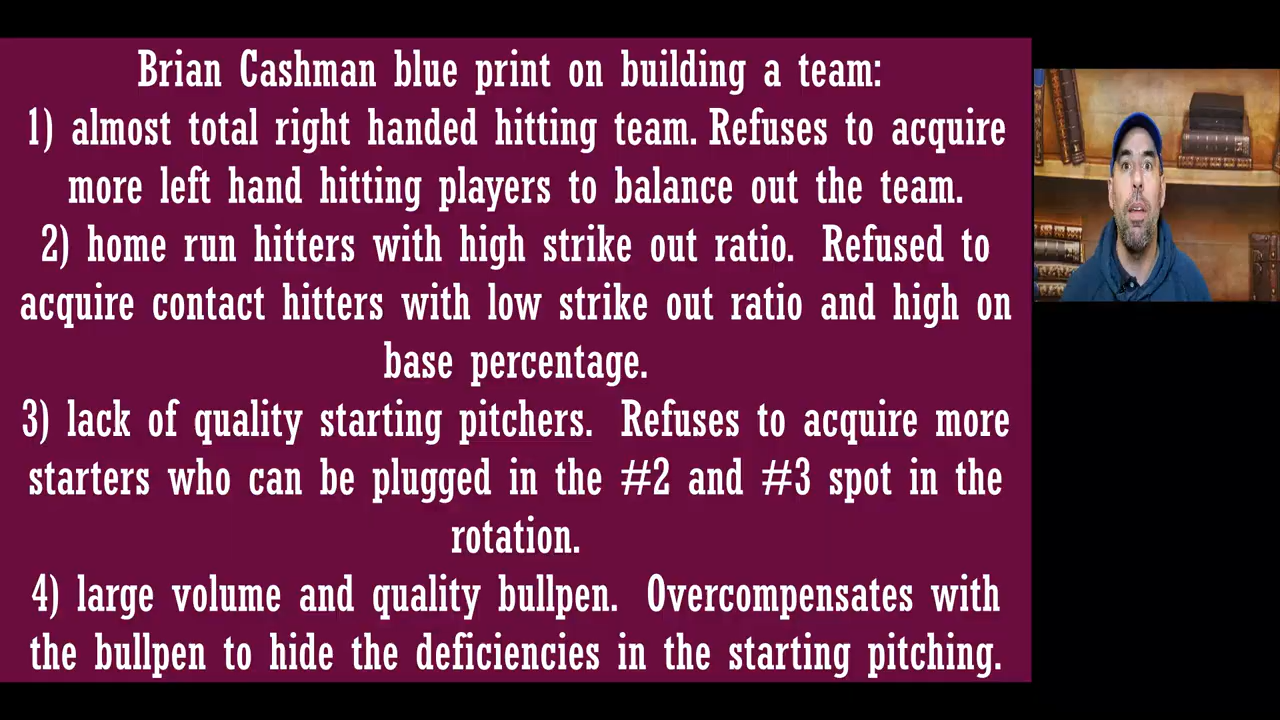 Brian Cashman blue print on building a team:
1) almost total right handed hitting team. Refuses to acquire
more left hand hitting players to balance out the team.
2) home run hitters with high strike out ratio. Refused to
acquire contact hitters with low strike out ratio and high on
base percentage.
3) lack of quality starting pitchers. Refuses to acquire more
starters who can be plugged in the #2 and #3 spot in the
rotation.
4) large volume and quality bullpen. Overcompensates with
the bullpen to hide the deficiencies in the starting pitching.